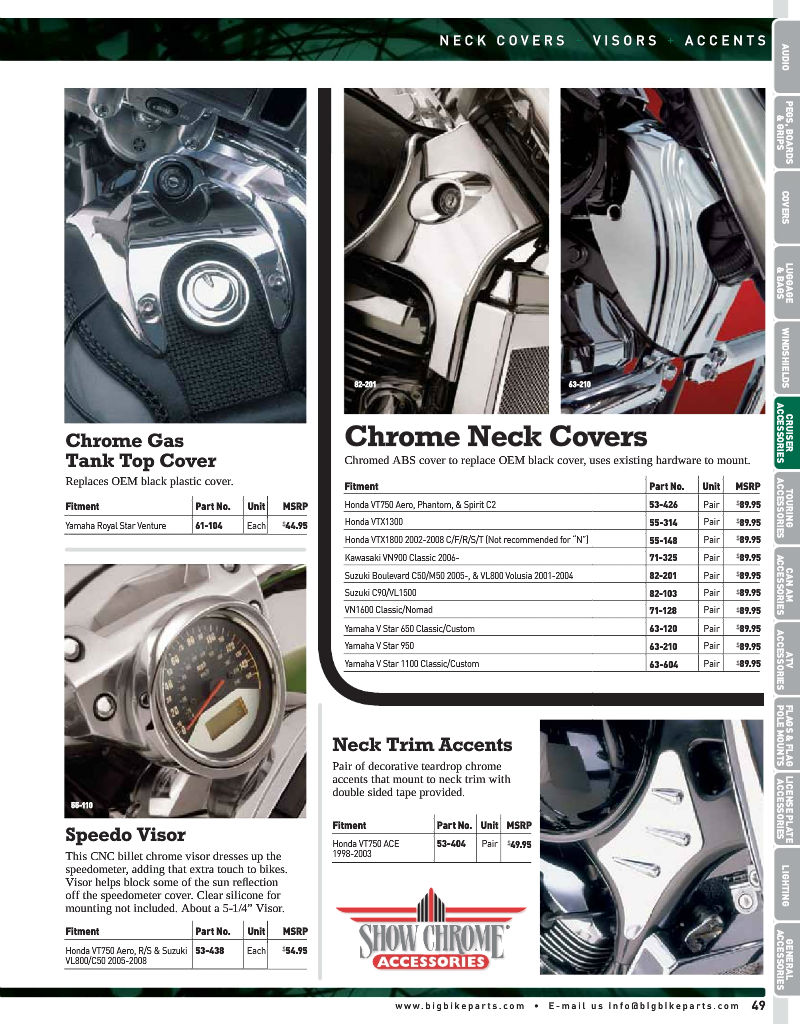 NECK COVERS - VISORS + ACCENTS
AUDIO
PEGS, BOARDS
& GRIPS
COVERS
LUGGAGE
& BAGS
WINDSHIELDS
CRUISER
ACCESSORIES
TOURING
ACCESSORIES
CAN AM
ACCESSORIES
ATV
ACCESSORIES
FLAGS & FLAG
POLE MOUNTS
LICENSE PLATE
ACCESSORIES
LIGHTING
GENERAL
ACCESSORIES
Chrome Gas
Tank Top Cover
Replaces OEM black plastic cover.
Fitment Part No. Unit MSRP
Yamaha Royal Star Venture 61-104 Each $44.95
55-110
Speedo Visor
This CNC billet chrome visor dresses up the
speedometer, adding that extra touch to bikes.
Visor helps block some of the sun reflection
off the speedometer cover. Clear silicone for
mounting not included. About a 5-1/4” Visor.
Fitment Part No. Unit MSRP
Honda VT750 Aero, R/S & Suzuki 53-438 Each $54.95
VL800/C50 2005-2008
82-201
63-210
Chrome Neck Covers
Chromed ABS cover to replace OEM black cover, uses existing hardware to mount.
Fitment Part No. Unit MSRP
Honda VT750 Aero, Phantom, & Spirit C2 53-426 Pair $89.95
Honda VTX1300 55-314 Pair $89.95
Honda VTX1800 2002-2008 C/F/R/S/T (Not recommended for “N”) 55-148 Pair $89.95
Kawasaki VN900 Classic 2006- 71-325 Pair $89.95
Suzuki Boulevard C50/M50 2005-, & VL800 Volusia 2001-2004 82-201 Pair $89.95
Suzuki C90/VL1500 82-103 Pair $89.95
VN1600 Classic/Nomad 71-128 Pair $89.95
Yamaha V Star 650 Classic/Custom 63-120 Pair $89.95
Yamaha V Star 950 63-210 Pair $89.95
Yamaha V Star 1100 Classic/Custom 63-604 Pair $89.95
Neck Trim Accents
Pair of decorative teardrop chrome
accents that mount to neck trim with
double sided tape provided.
Fitment Part No. Unit MSRP
Honda VT750 ACE 53-404 Pair $49.95
1998-2003
SHOW CHROME
ACCESSORIES
www.bigbikeparts.com • E-mail us info@bigbikeparts.com 49